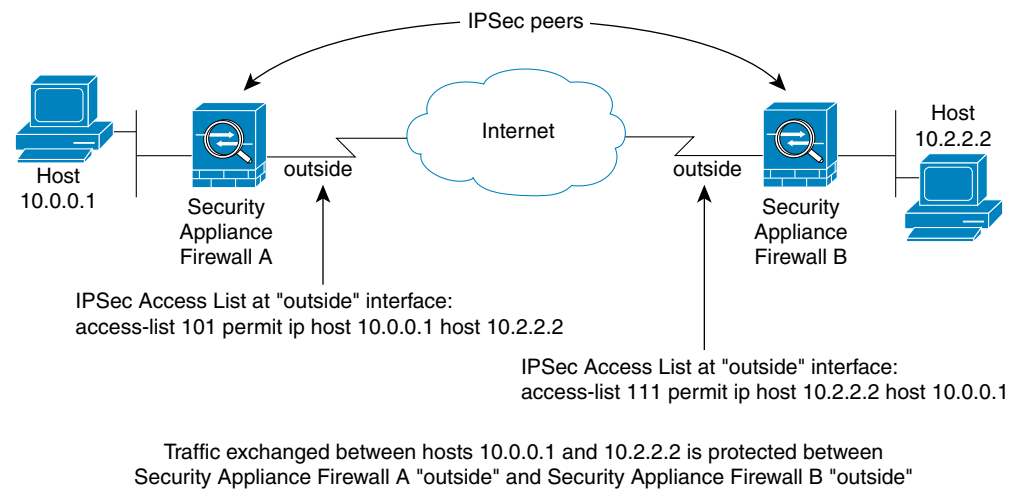 IPSec peers
Host
10.0.0.1
Security
Appliance
Firewall A
outside
Internet
outside
Security
Appliance
Firewall B
Host
10.2.2.2
IPSec Access List at "outside" interface:
access-list 101 permit ip host 10.0.0.1 host 10.2.2.2
IPSec Access List at "outside" interface:
access-list 111 permit ip host 10.2.2.2 host 10.0.0.1
Traffic exchanged between hosts 10.0.0.1 and 10.2.2.2 is protected between
Security Appliance Firewall A "outside" and Security Appliance Firewall B "outside"